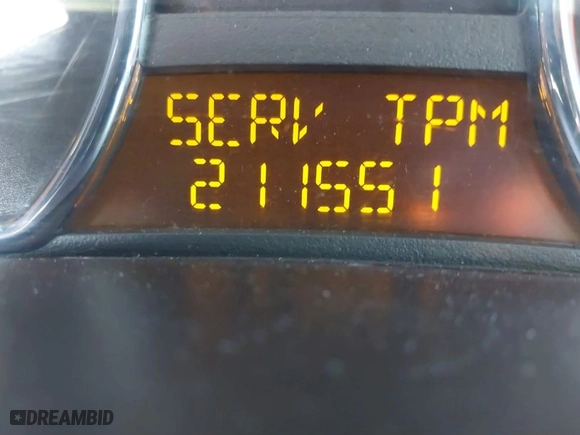 SERV TPM
211551
DREAMBID